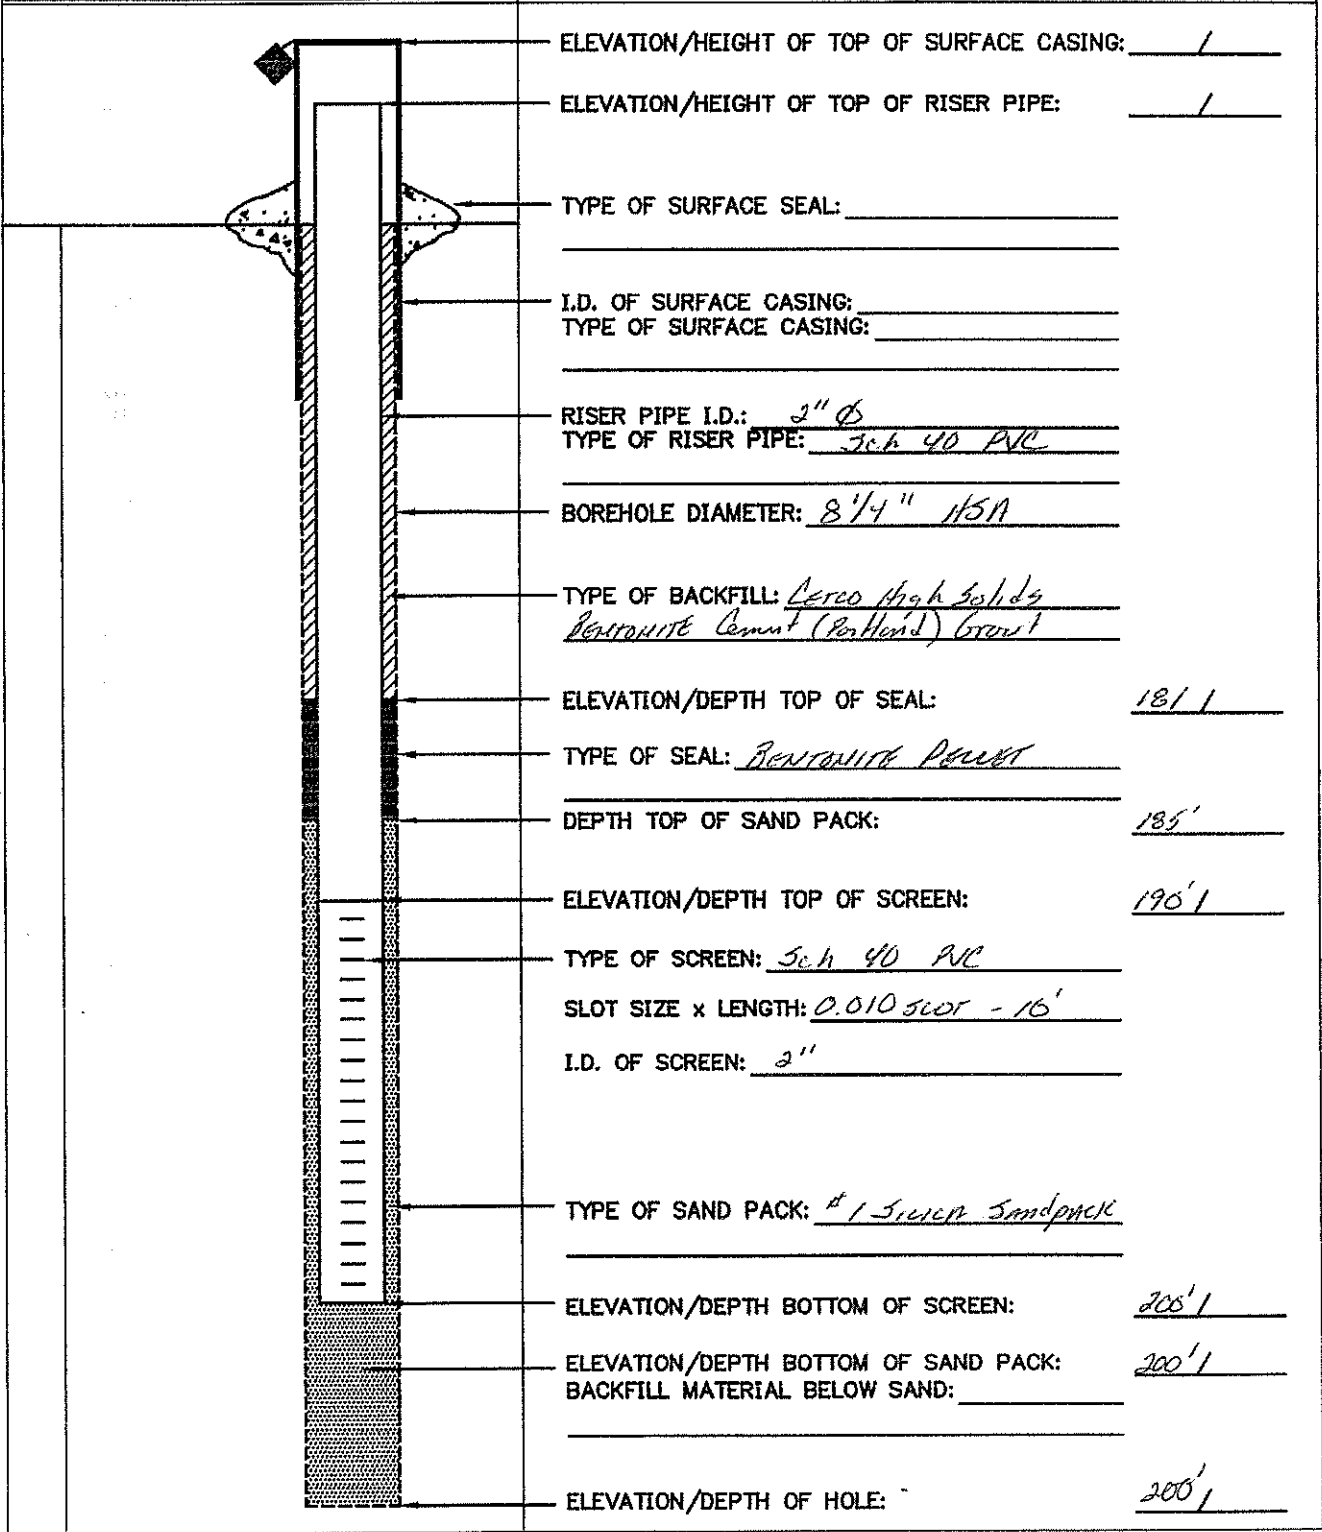 ELEVATION/HEIGHT OF TOP OF SURFACE CASING: /
ELEVATION/HEIGHT OF TOP OF RISER PIPE: /
TYPE OF SURFACE SEAL:
I.D. OF SURFACE CASING:
TYPE OF SURFACE CASING:
RISER PIPE I.D.: 2" Ø
TYPE OF RISER PIPE: Sch 40 PVC
BOREHOLE DIAMETER: 8 1/4" HSA
TYPE OF BACKFILL: High Solids
BENTONITE Cement (Portland) Grout
ELEVATION/DEPTH TOP OF SEAL: 181 /
TYPE OF SEAL: BENTONITE PELLET
DEPTH TOP OF SAND PACK: 185'
ELEVATION/DEPTH TOP OF SCREEN: 190' /
TYPE OF SCREEN: Sch 40 PVC
SLOT SIZE x LENGTH: 0.010 SLOT - 10'
I.D. OF SCREEN: 2"
TYPE OF SAND PACK: #1 SILICA Sandpack
ELEVATION/DEPTH BOTTOM OF SCREEN: 200' /
ELEVATION/DEPTH BOTTOM OF SAND PACK: 200' /
BACKFILL MATERIAL BELOW SAND:
ELEVATION/DEPTH OF HOLE: 200' /